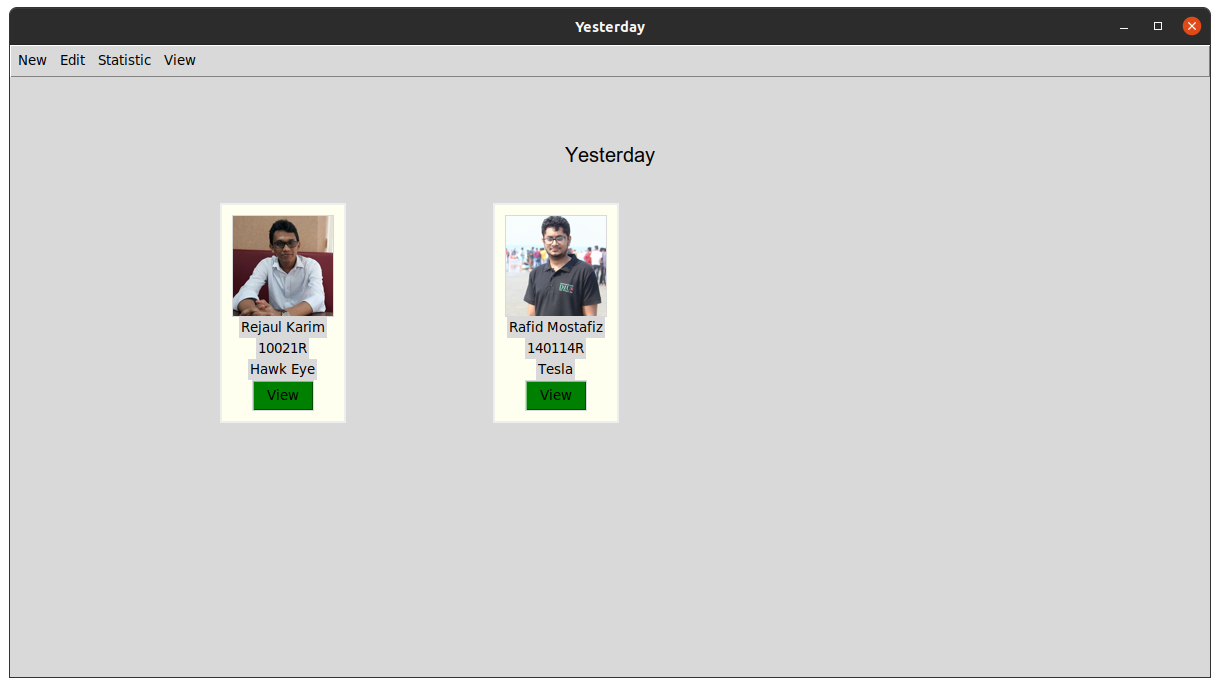 Yesterday
New Edit Statistic View
Yesterday
Rejaul Karim
10021R
Hawk Eye
View
Rafid Mostafiz
140114R
Tesla
View